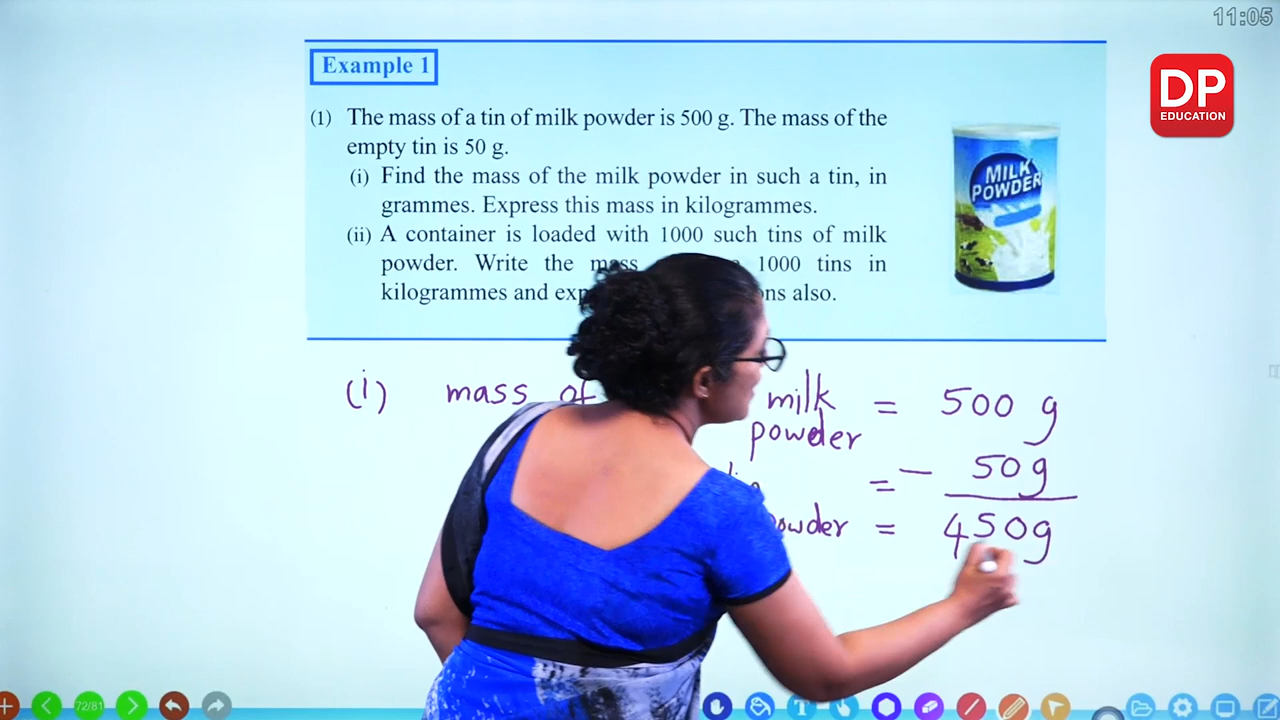 11:05
DP
EDUCATION
Example 1
(1) The mass of a tin of milk powder is 500 g. The mass of the
empty tin is 50 g.
(i) Find the mass of the milk powder in such a tin, in
grammes. Express this mass in kilogrammes.
(ii) A container is loaded with 1000 such tins of milk
powder. Write the mass 1000 tins in
kilogrammes and also.
MILK
POWDER
(i) mass of milk = 500 g
powder
= - 50g
powder = 450g
72/81